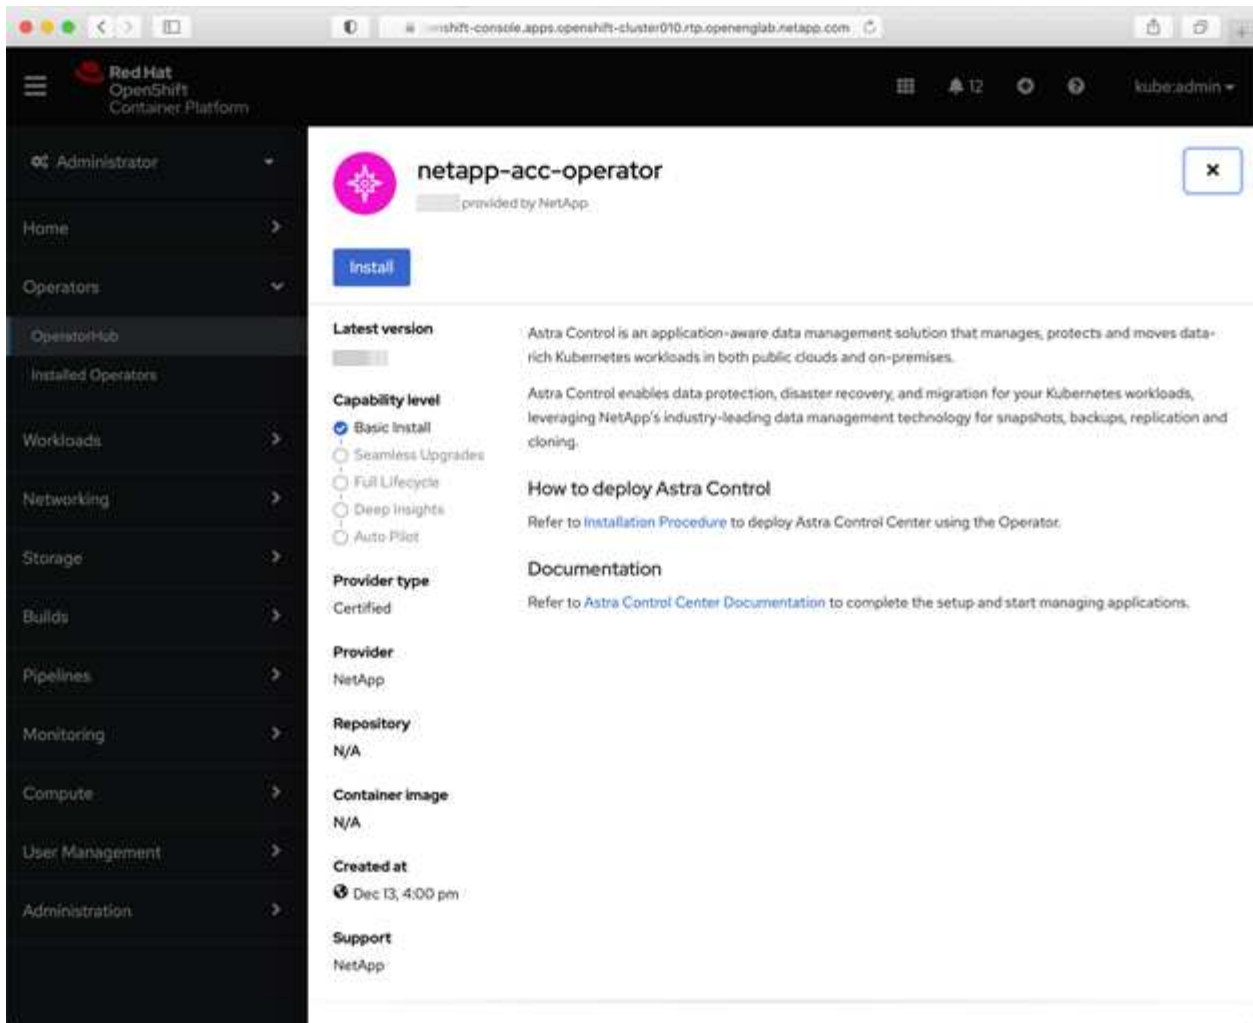 shift-console.apps.openshift-cluster010.rtp.openenglab.netapp.com
Red Hat
OpenShift
Container Platform
12
kube:admin
Administrator
Home
Operators
OperatorHub
Installed Operators
Workloads
Networking
Storage
Builds
Pipelines
Monitoring
Compute
User Management
Administration
netapp-acc-operator
provided by NetApp
Install
Latest version
Capability level
Basic Install
Seamless Upgrades
Full Lifecycle
Deep Insights
Auto Pilot
Provider type
Certified
Provider
NetApp
Repository
N/A
Container image
N/A
Created at
Dec 13, 4:00 pm
Support
NetApp
Astra Control is an application-aware data management solution that manages, protects and moves data-
rich Kubernetes workloads in both public clouds and on-premises.
Astra Control enables data protection, disaster recovery, and migration for your Kubernetes workloads,
leveraging NetApp's industry-leading data management technology for snapshots, backups, replication and
cloning.
How to deploy Astra Control
Refer to Installation Procedure to deploy Astra Control Center using the Operator.
Documentation
Refer to Astra Control Center Documentation to complete the setup and start managing applications.